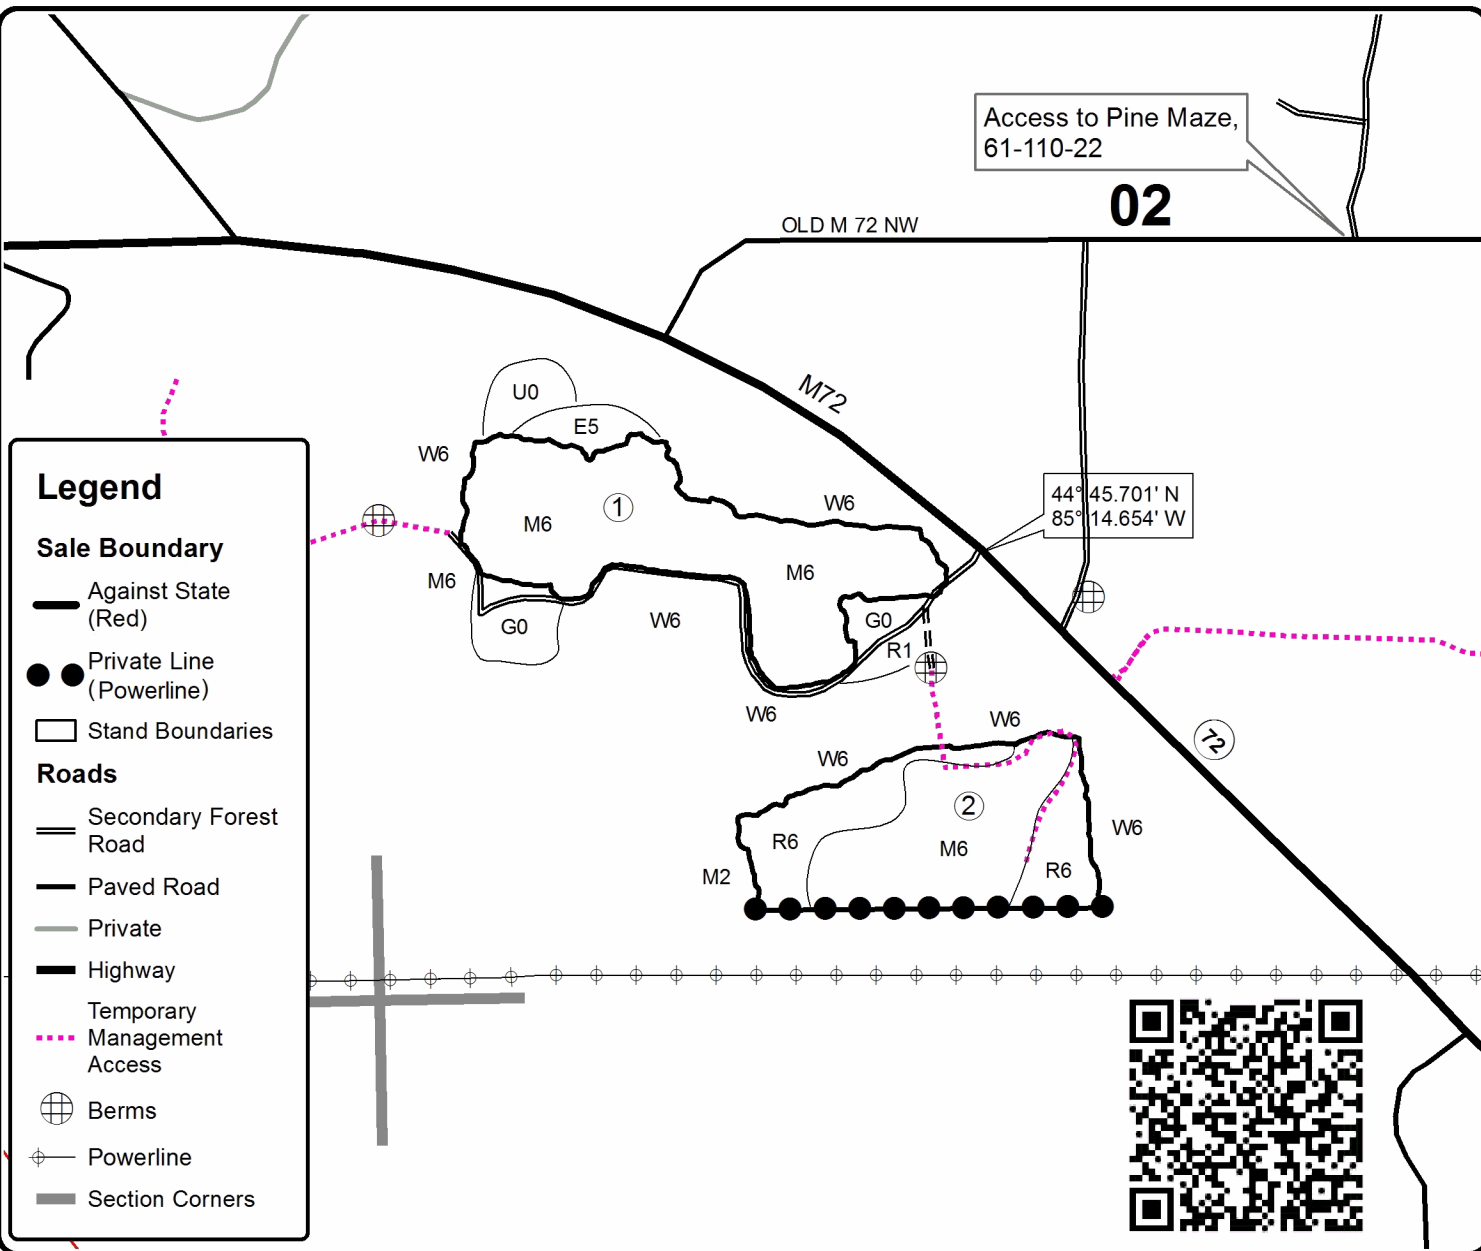 Access to Pine Maze,
61-110-22
02
OLD M 72 NW
M72
U0
E5
W6
1
W6
M6
44° 45.701' N
85° 14.654' W
M6
M6
G0
W6
G0
R1
W6
W6
W6
72
2
R6
M6
W6
M2
R6
Legend
Sale Boundary
Against State
(Red)
Private Line
(Powerline)
Stand Boundaries
Roads
Secondary Forest
Road
Paved Road
Private
Highway
Temporary
Management
Access
Berms
Powerline
Section Corners